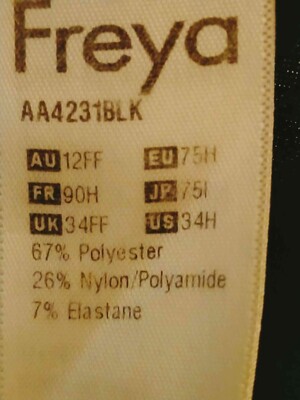 Freya
AA4231BLK
AU 12FF EU 75H
FR 90H JP 75I
UK 34FF US 34H
67% Polyester
26% Nylon/Polyamide
7% Elastane